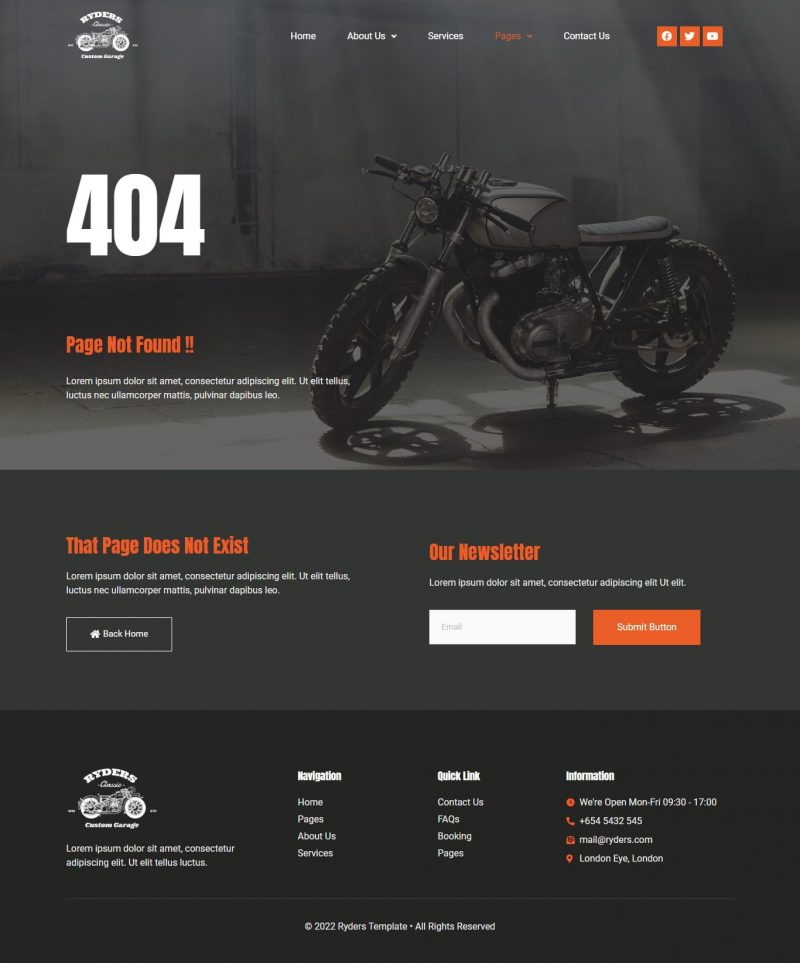 RYDERS
Classic
Custom Garage
Home
About Us
Services
Pages
Contact Us
404
Page Not Found !!
Lorem ipsum dolor sit amet, consectetur adipiscing elit. Ut elit tellus,
luctus nec ullamcorper mattis, pulvinar dapibus leo.
That Page Does Not Exist
Lorem ipsum dolor sit amet, consectetur adipiscing elit. Ut elit tellus,
luctus nec ullamcorper mattis, pulvinar dapibus leo.
Back Home
Our Newsletter
Lorem ipsum dolor sit amet, consectetur adipiscing elit Ut elit.
Email
Submit Button
RYDERS
Classic
Custom Garage
Lorem ipsum dolor sit amet, consectetur
adipiscing elit. Ut elit tellus luctus.
Navigation
Home
Pages
About Us
Services
Quick Link
Contact Us
FAQs
Booking
Pages
Information
We're Open Mon-Fri 09:30 - 17:00
+654 5432 545
mail@ryders.com
London Eye, London
© 2022 Ryders Template • All Rights Reserved